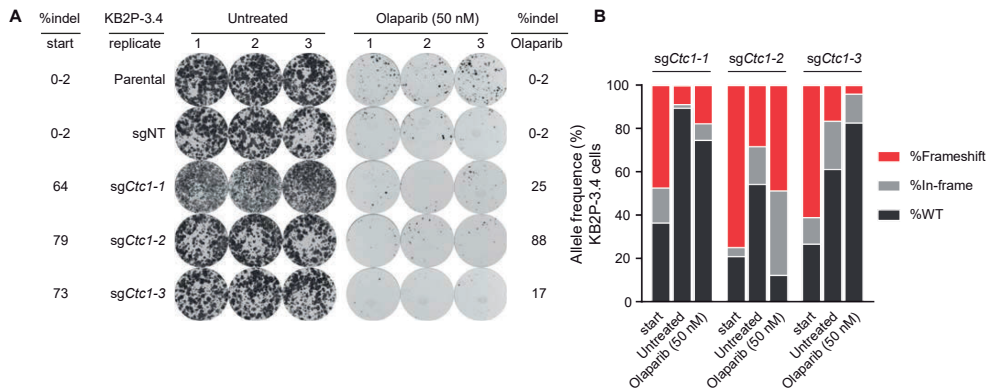 A
%indel KB2P-3.4 Untreated Olaparib (50 nM) %indel
start replicate 1 2 3 1 2 3 Olaparib
0-2 Parental 0-2
0-2 sgNT 0-2
64 sgCtc1-1 25
79 sgCtc1-2 88
73 sgCtc1-3 17
B
sgCtc1-1 sgCtc1-2 sgCtc1-3
Allele frequency (%)
KB2P-3.4 cells
100
80
60
40
20
0
start Untreated Olaparib (50 nM) start Untreated Olaparib (50 nM) start Untreated Olaparib (50 nM)
%Frameshift
%In-frame
%WT